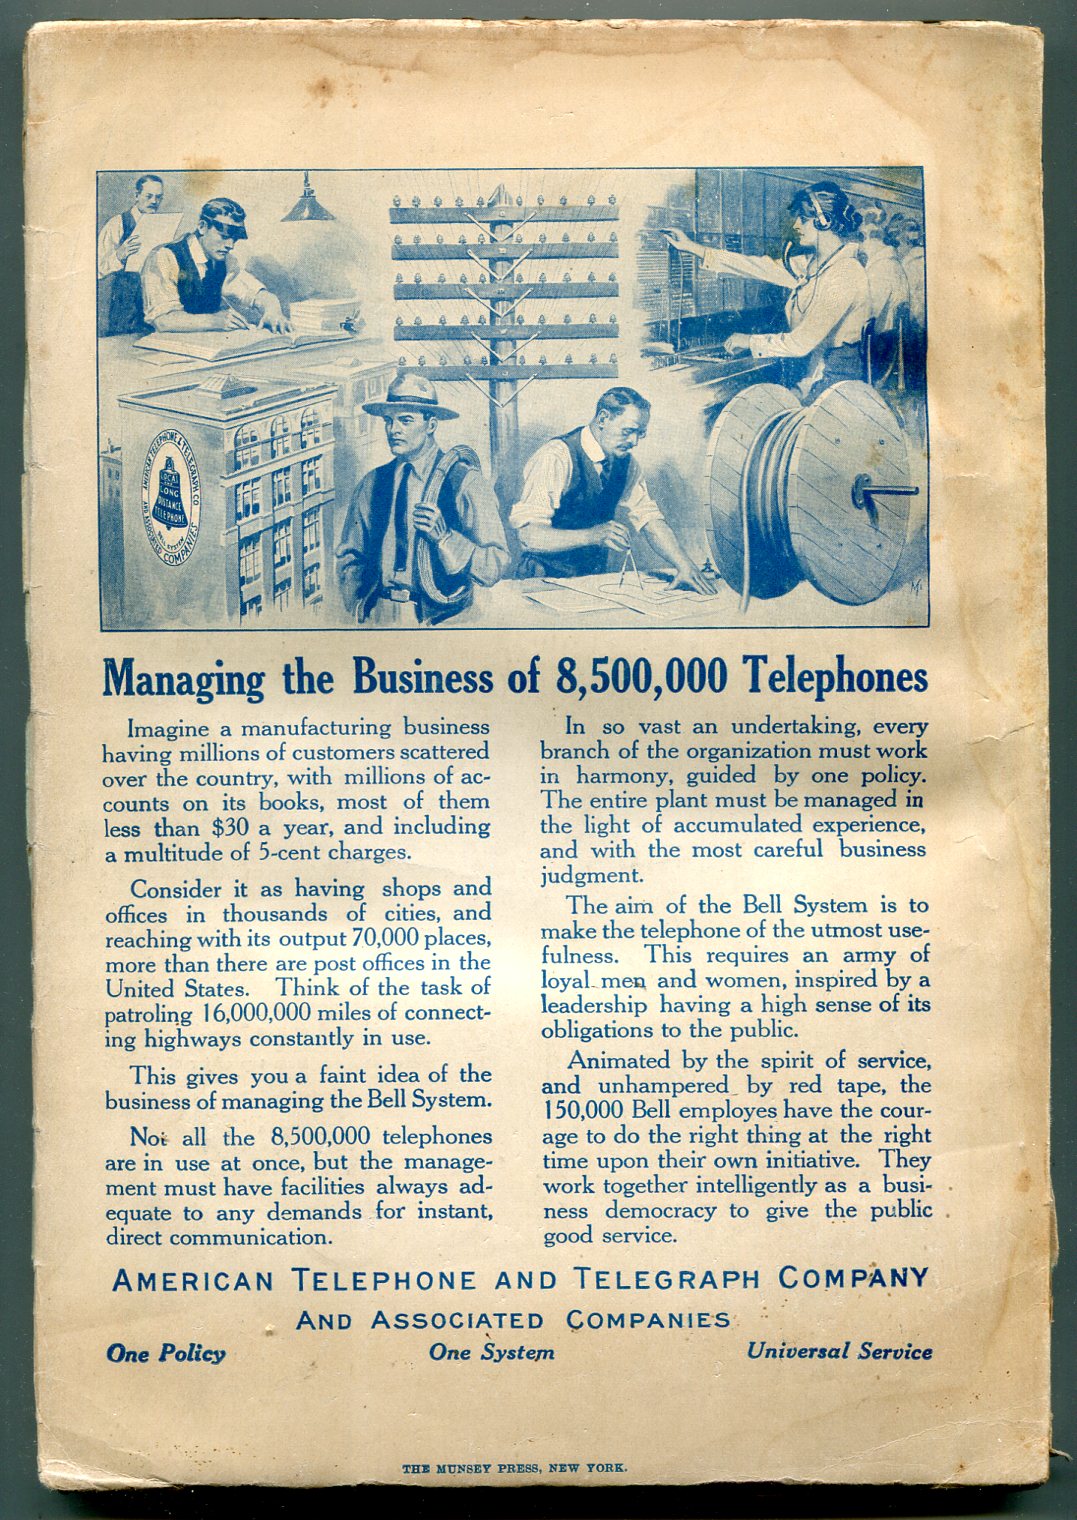 AMERICAN TELEPHONE & TELEGRAPH CO.
AND ASSOCIATED COMPANIES
LOCAL AND
LONG
DISTANCE
TELEPHONE
BELL SYSTEM
Managing the Business of 8,500,000 Telephones
Imagine a manufacturing business
having millions of customers scattered
over the country, with millions of ac-
counts on its books, most of them
less than $30 a year, and including
a multitude of 5-cent charges.
Consider it as having shops and
offices in thousands of cities, and
reaching with its output 70,000 places,
more than there are post offices in the
United States. Think of the task of
patroling 16,000,000 miles of connect-
ing highways constantly in use.
This gives you a faint idea of the
business of managing the Bell System.
Not all the 8,500,000 telephones
are in use at once, but the manage-
ment must have facilities always ad-
equate to any demands for instant,
direct communication.
In so vast an undertaking, every
branch of the organization must work
in harmony, guided by one policy.
The entire plant must be managed in
the light of accumulated experience,
and with the most careful business
judgment.
The aim of the Bell System is to
make the telephone of the utmost use-
fulness. This requires an army of
loyal men and women, inspired by a
leadership having a high sense of its
obligations to the public.
Animated by the spirit of service,
and unhampered by red tape, the
150,000 Bell employes have the cour-
age to do the right thing at the right
time upon their own initiative. They
work together intelligently as a busi-
ness democracy to give the public
good service.
AMERICAN TELEPHONE AND TELEGRAPH COMPANY
AND ASSOCIATED COMPANIES
One Policy One System Universal Service
THE MUNSEY PRESS, NEW YORK.